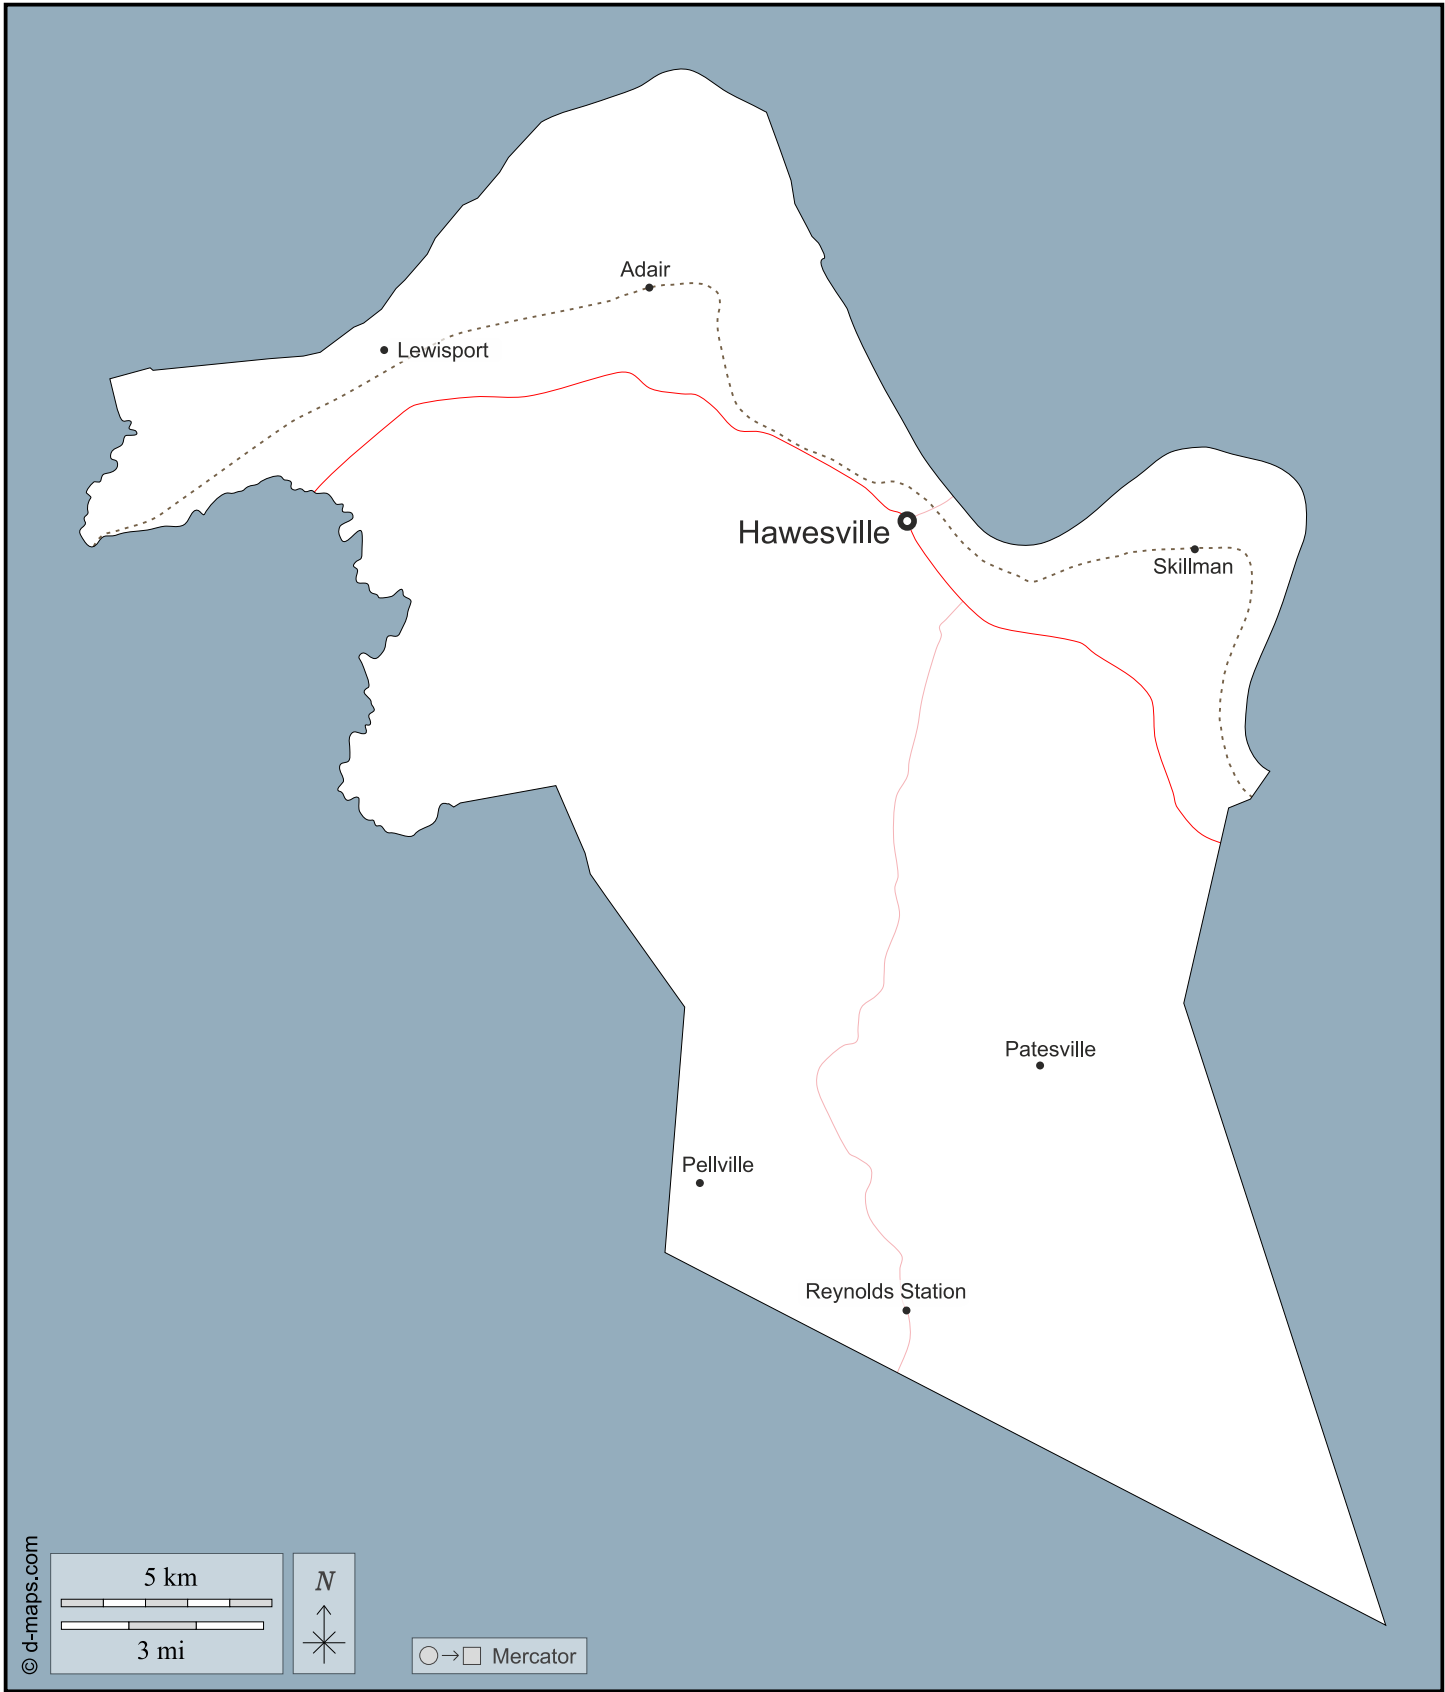 Adair
Lewisport
Hawesville
Skillman
Patesville
Pellville
Reynolds Station
© d-maps.com
5 km
3 mi
N
Mercator